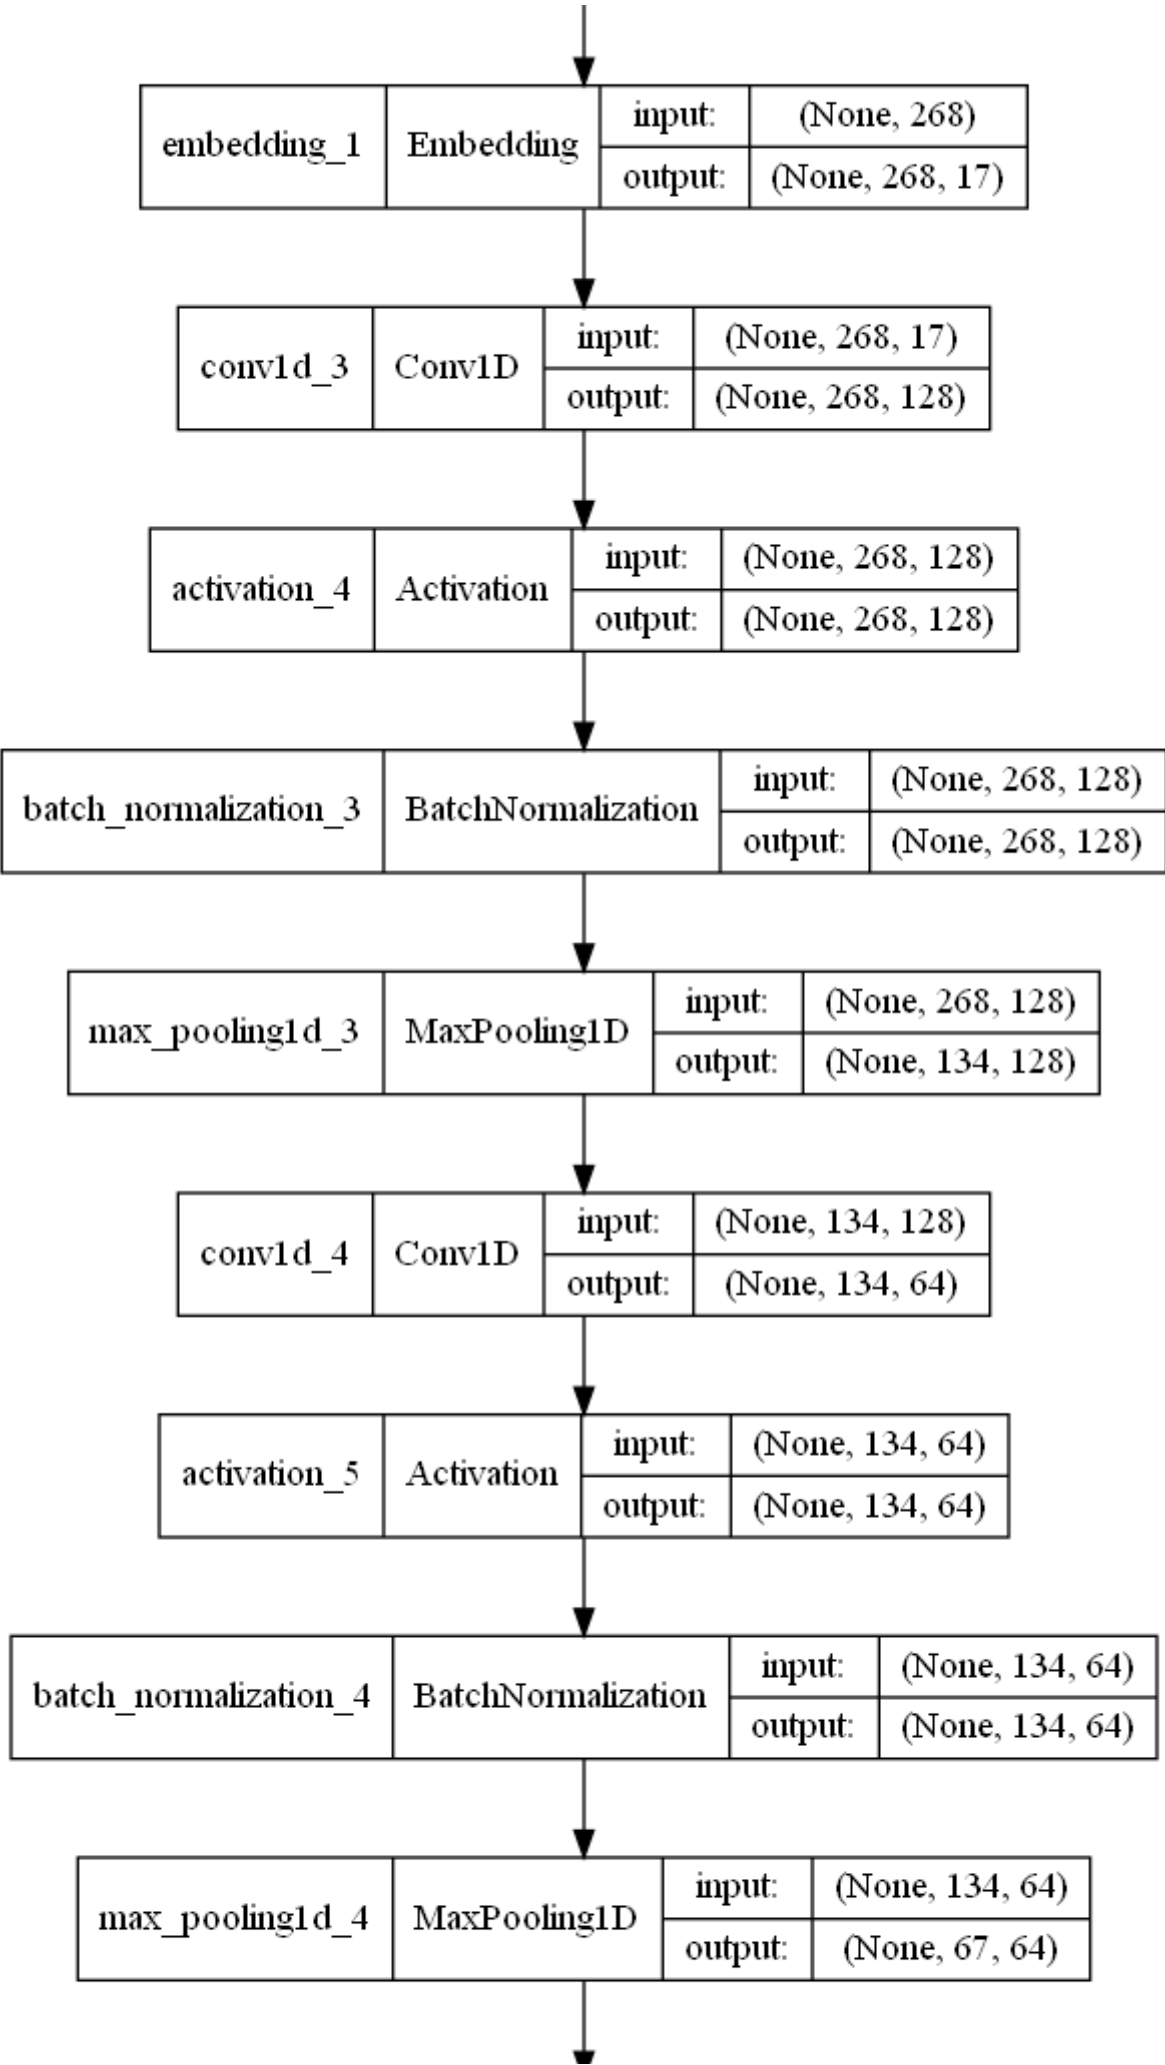 embedding_1 Embedding input: (None, 268)
output: (None, 268, 17)
conv1d_3 Conv1D input: (None, 268, 17)
output: (None, 268, 128)
activation_4 Activation input: (None, 268, 128)
output: (None, 268, 128)
batch_normalization_3 BatchNormalization input: (None, 268, 128)
output: (None, 268, 128)
max_pooling1d_3 MaxPooling1D input: (None, 268, 128)
output: (None, 134, 128)
conv1d_4 Conv1D input: (None, 134, 128)
output: (None, 134, 64)
activation_5 Activation input: (None, 134, 64)
output: (None, 134, 64)
batch_normalization_4 BatchNormalization input: (None, 134, 64)
output: (None, 134, 64)
max_pooling1d_4 MaxPooling1D input: (None, 134, 64)
output: (None, 67, 64)